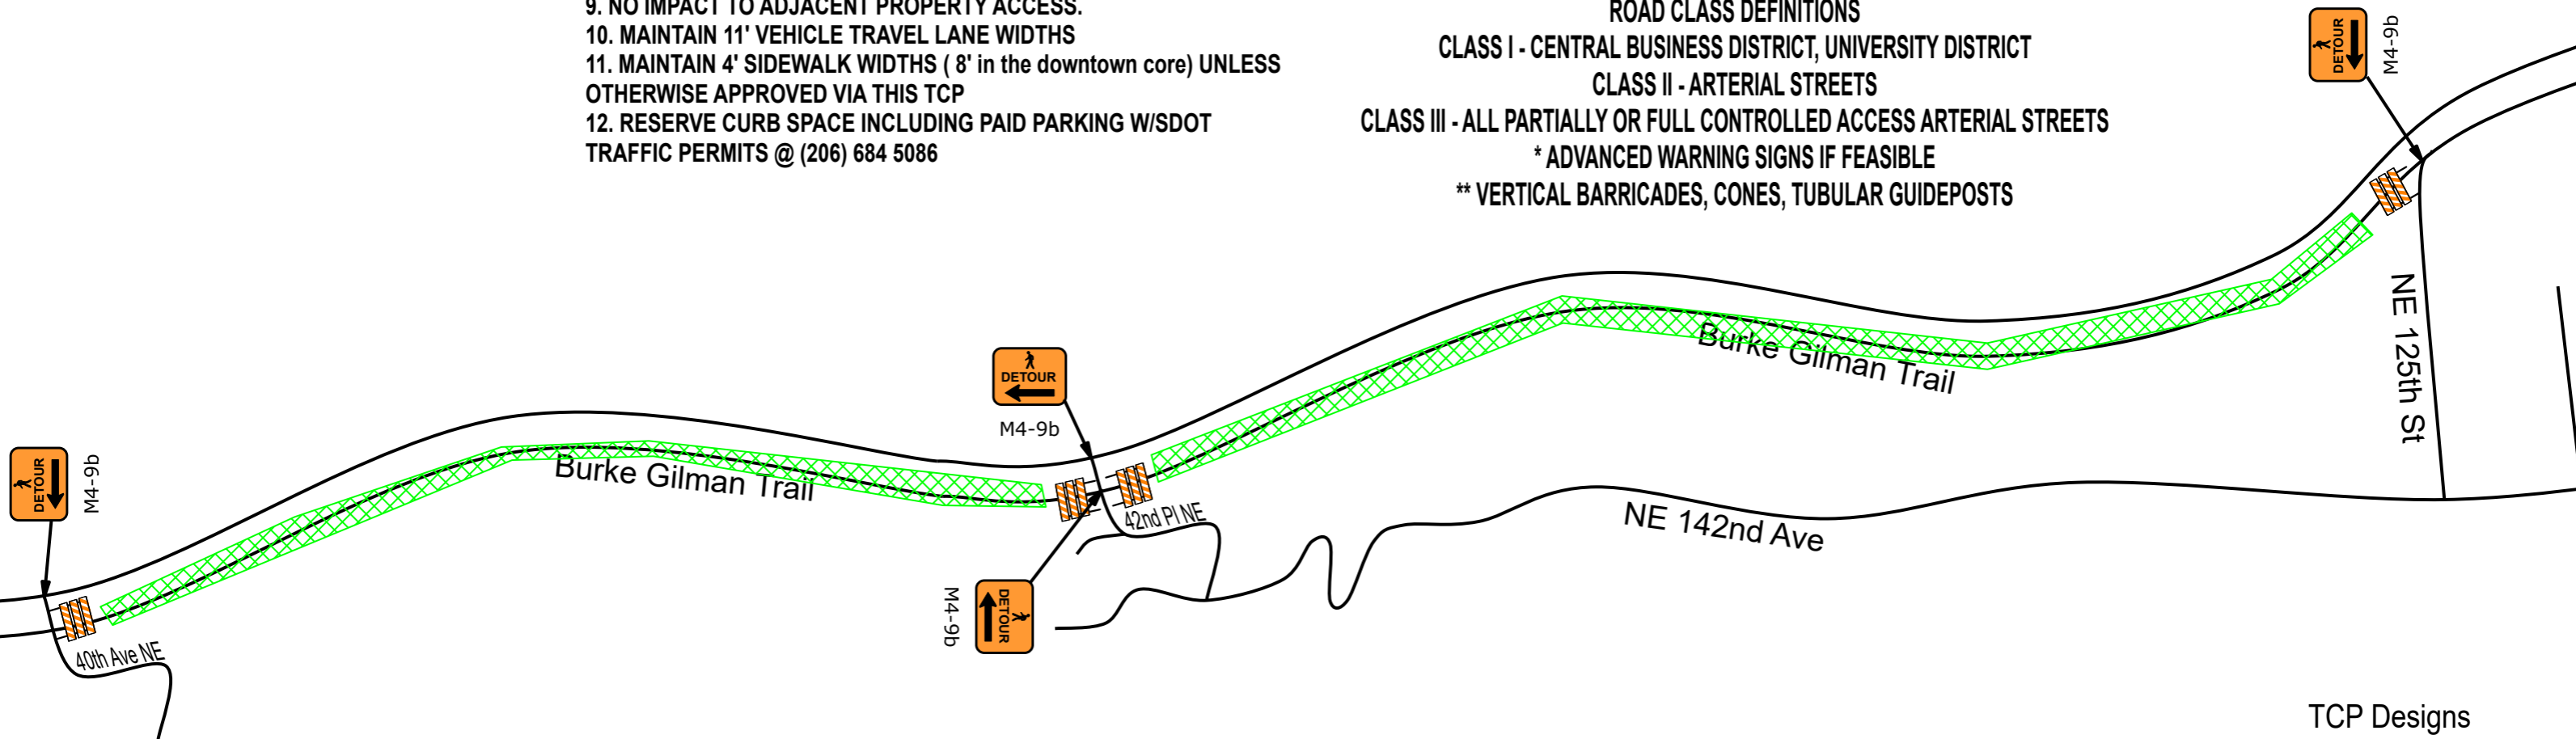 9. NO IMPACT TO ADJACENT PROPERTY ACCESS.
10. MAINTAIN 11' VEHICLE TRAVEL LANE WIDTHS
11. MAINTAIN 4' SIDEWALK WIDTHS ( 8' in the downtown core) UNLESS
OTHERWISE APPROVED VIA THIS TCP
12. RESERVE CURB SPACE INCLUDING PAID PARKING W/SDOT
TRAFFIC PERMITS @ (206) 684 5086
ROAD CLASS DEFINITIONS
CLASS I - CENTRAL BUSINESS DISTRICT, UNIVERSITY DISTRICT
CLASS II - ARTERIAL STREETS
CLASS III - ALL PARTIALLY OR FULL CONTROLLED ACCESS ARTERIAL STREETS
* ADVANCED WARNING SIGNS IF FEASIBLE
** VERTICAL BARRICADES, CONES, TUBULAR GUIDEPOSTS
DETOUR
M4-9b
NE 125th St
Burke Gilman Trail
DETOUR
M4-9b
Burke Gilman Trail
DETOUR
M4-9b
42nd Pl NE
NE 142nd Ave
M4-9b
DETOUR
40th Ave NE
TCP Designs